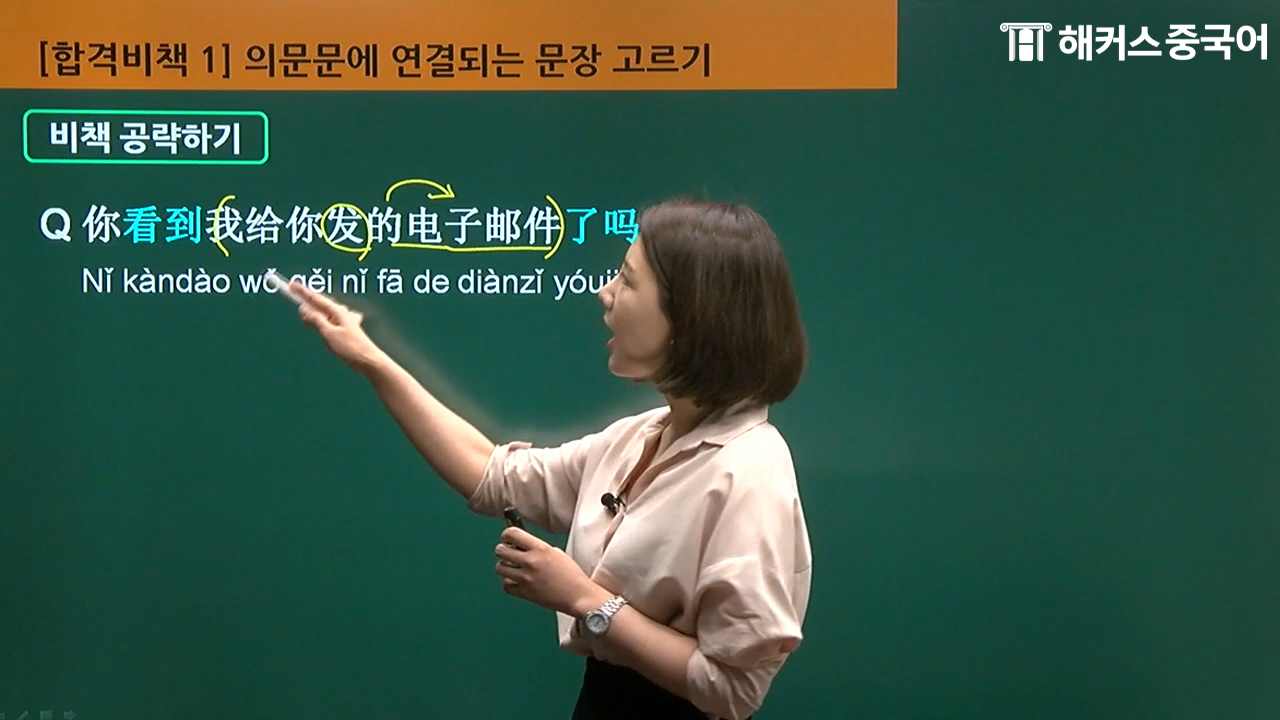 [합격비책 1] 의문문에 연결되는 문장 고르기
해커스중국어
비책 공략하기
Q 你看到我给你发的电子邮件了吗
Nǐ kàndào wǒ gěi nǐ fā de diànzǐ